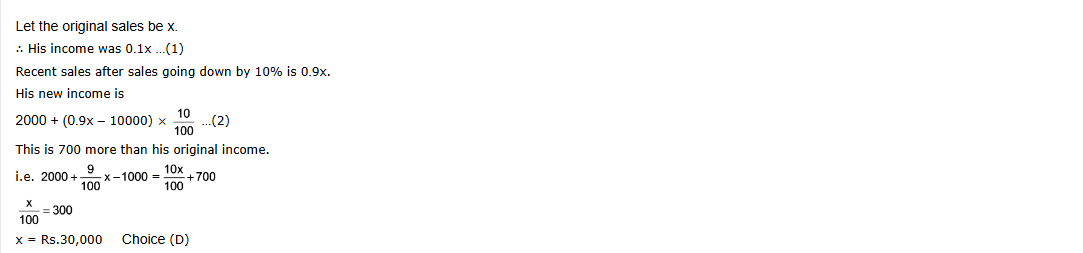 Let the original sales be x.
∴ His income was 0.1x ...(1)
Recent sales after sales going down by 10% is 0.9x.
His new income is
2000 + (0.9x – 10000) × 10/100 ...(2)
This is 700 more than his original income.
i.e. 2000 + 9/100 x – 1000 = 10x/100 + 700
x/100 = 300
x = Rs.30,000 Choice (D)